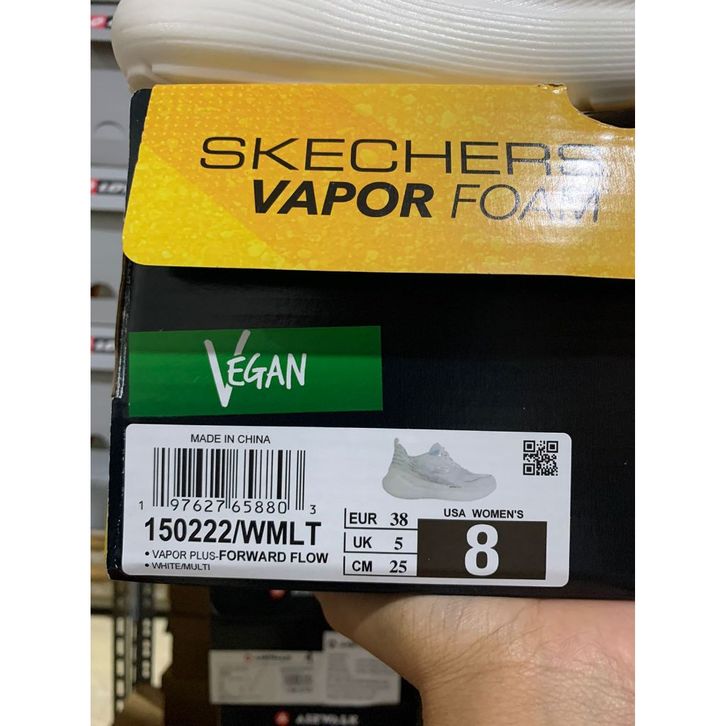 SKECHERS
VAPOR FOAM
VEGAN
MADE IN CHINA
1 97627 65880 3
150222/WMLT
• VAPOR PLUS-FORWARD FLOW
• WHITE/MULTI
EUR 38
UK 5
CM 25
USA WOMEN'S
8